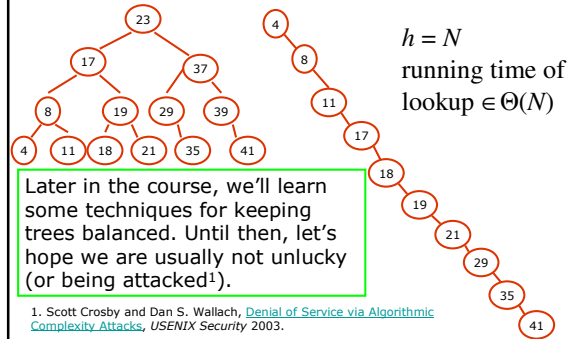 23
17
37
8
19
29
39
4
11
18
21
35
41
4
8
11
17
18
19
21
29
35
41
h = N
running time of
lookup ∈ Θ(N)
Later in the course, we'll learn
some techniques for keeping
trees balanced. Until then, let's
hope we are usually not unlucky
(or being attacked1).
1. Scott Crosby and Dan S. Wallach, Denial of Service via Algorithmic
Complexity Attacks, USENIX Security 2003.